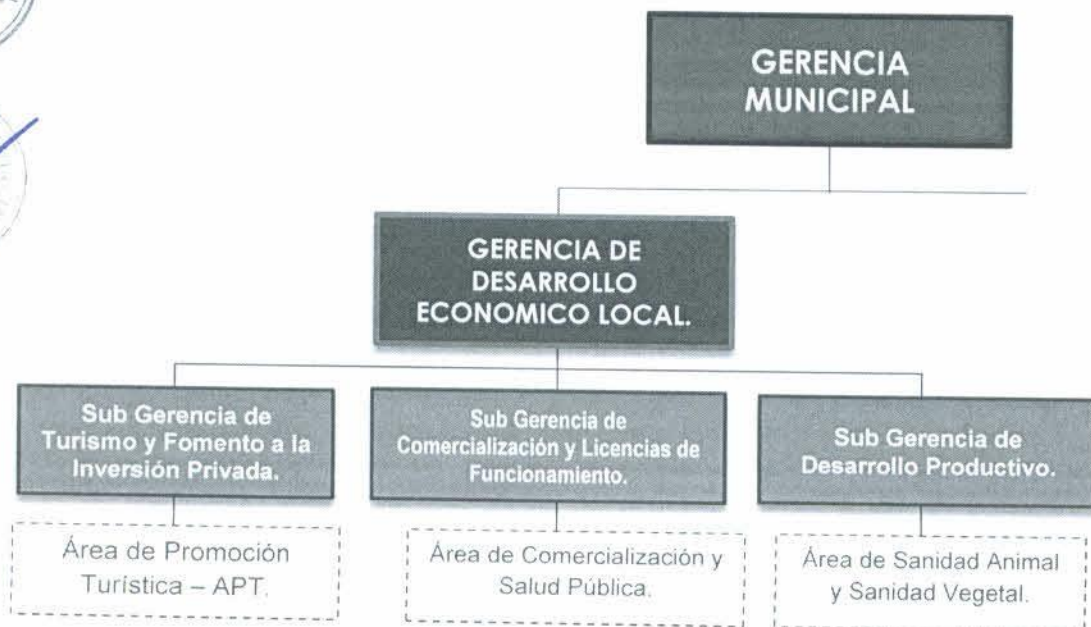 GERENCIA
MUNICIPAL
GERENCIA DE
DESARROLLO
ECONOMICO LOCAL.
Sub Gerencia de
Turismo y Fomento a la
Inversión Privada.
Sub Gerencia de
Comercialización y Licencias de
Funcionamiento.
Sub Gerencia de
Desarrollo Productivo.
Área de Promoción
Turística – APT.
Área de Comercialización y
Salud Pública.
Área de Sanidad Animal
y Sanidad Vegetal.